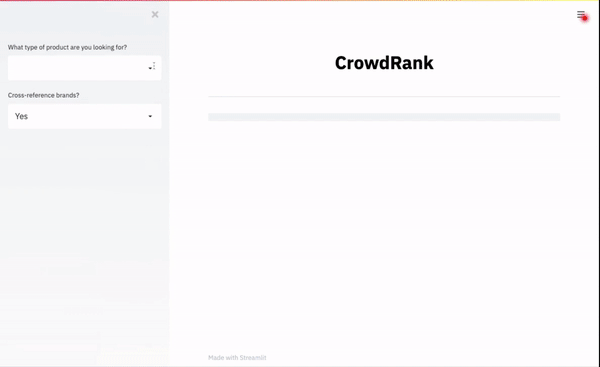 What type of product are you looking for?
Cross-reference brands?
Yes
CrowdRank
Made with Streamlit